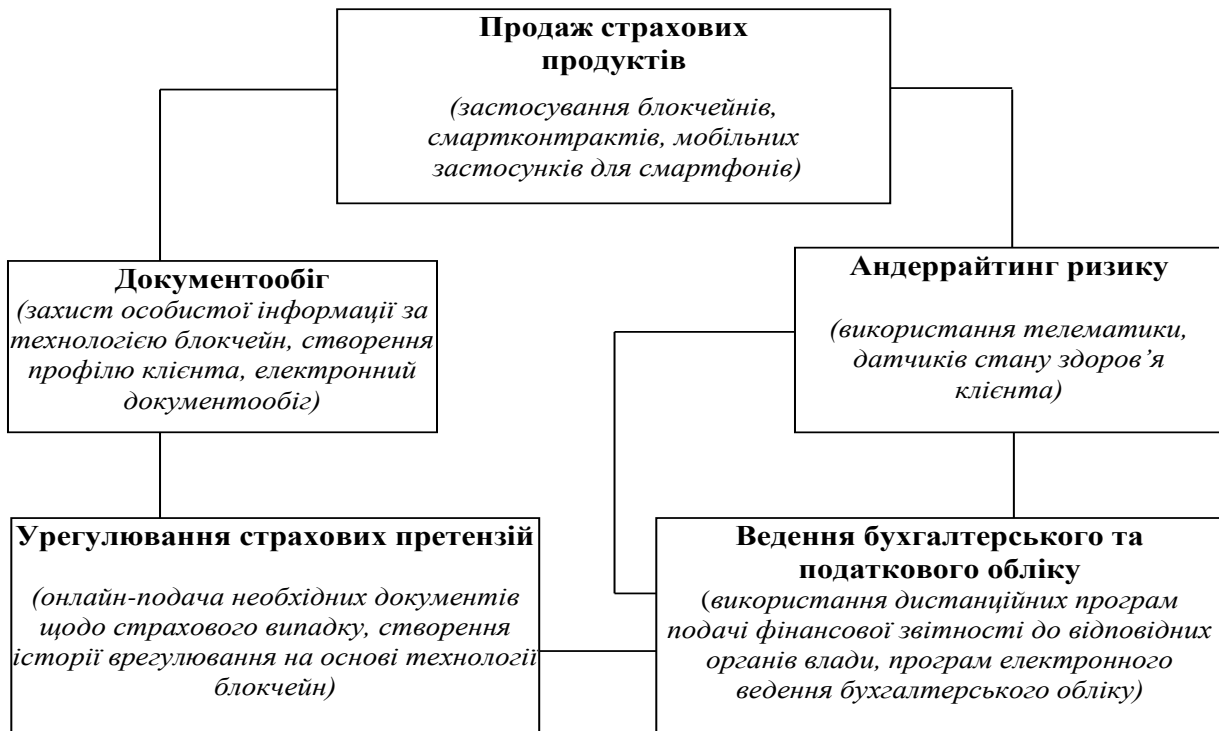 Продаж страхових
продуктів
(застосування блокчейнів,
смартконтрактів, мобільних
застосунків для смартфонів)
Документообіг
(захист особистої інформації за
технологією блокчейн, створення
профілю клієнта, електронний
документообіг)
Андеррайтинг ризику
(використання телематики,
датчиків стану здоров’я
клієнта)
Урегулювання страхових претензій
(онлайн-подача необхідних документів
щодо страхового випадку, створення
історії врегулювання на основі технології
блокчейн)
Ведення бухгалтерського та
податкового обліку
(використання дистанційних програм
подачі фінансової звітності до відповідних
органів влади, програм електронного
ведення бухгалтерського обліку)